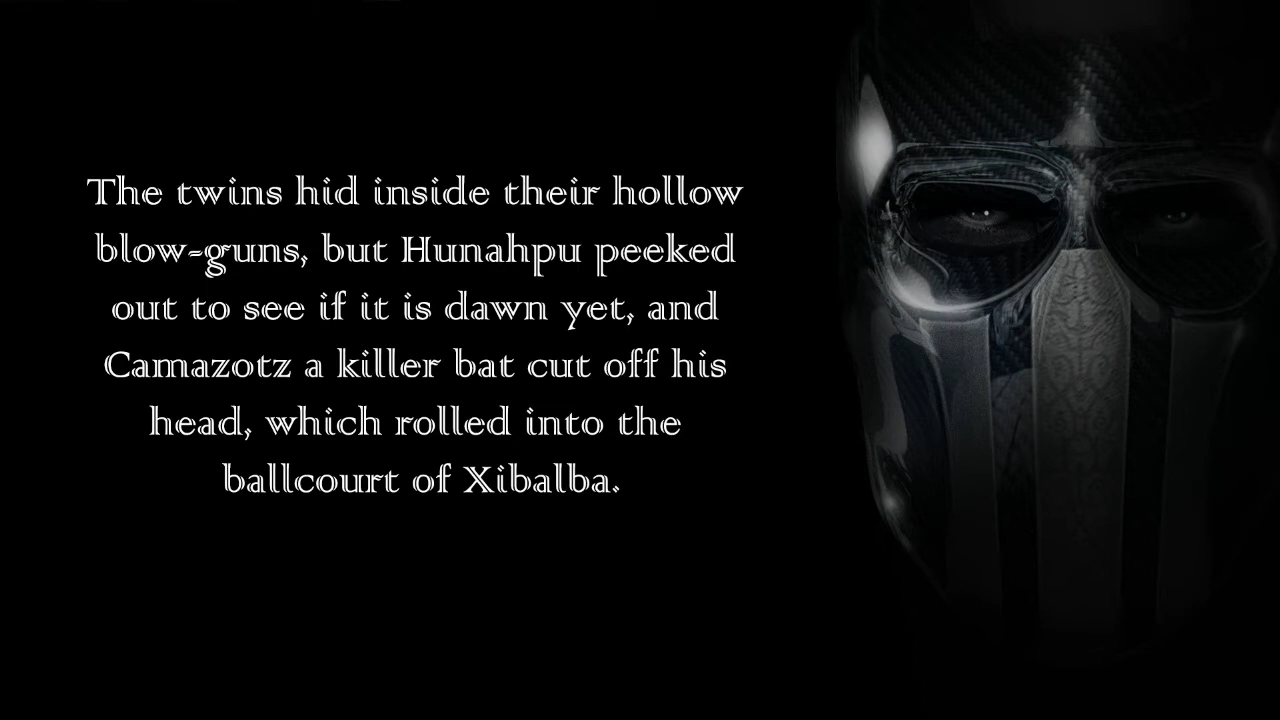 The twins hid inside their hollow
blow-guns, but Hunahpu peeked
out to see if it is dawn yet, and
Camazotz a killer bat cut off his
head, which rolled into the
ballcourt of Xibalba.